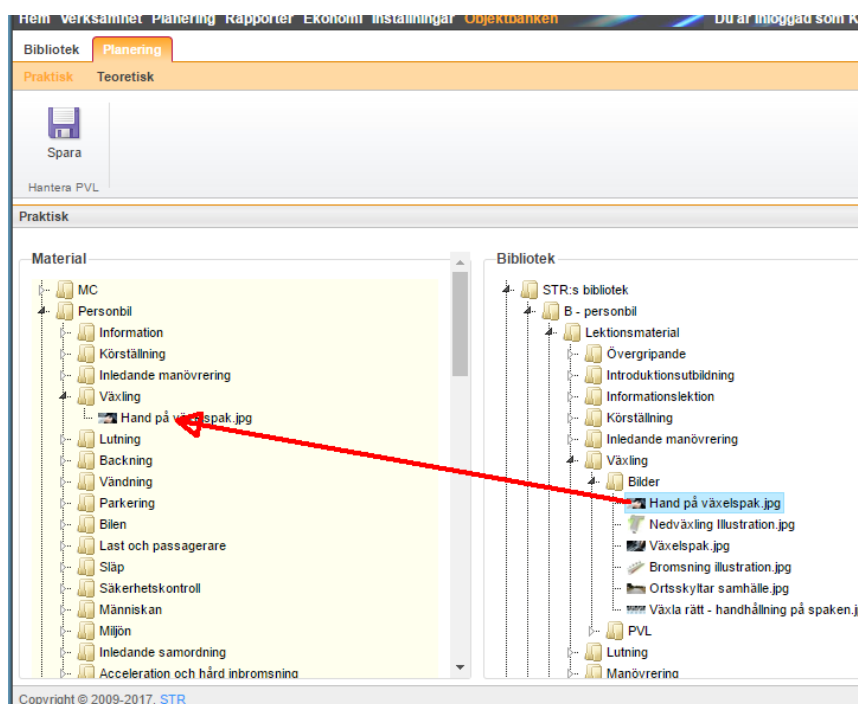 Hem Verksamhet Planering Rapporter Ekonomi Inställningar Objektbanken Du är inloggad som K
Bibliotek Planering
Praktisk Teoretisk
Spara
Hantera PVL
Praktisk
Material
MC
Personbil
Information
Körställning
Inledande manövrering
Växling
Hand på växelspak.jpg
Lutning
Backning
Vändning
Parkering
Bilen
Last och passagerare
Släp
Säkerhetskontroll
Människan
Miljön
Inledande samordning
Acceleration och hård inbromsning
Bibliotek
STR:s bibliotek
B - personbil
Lektionsmaterial
Övergripande
Introduktionsutbildning
Informationslektion
Körställning
Inledande manövrering
Växling
Bilder
Hand på växelspak.jpg
Nedväxling Illustration.jpg
Växelspak.jpg
Bromsning illustration.jpg
Ortsskyltar samhälle.jpg
Växla rätt - handhållning på spaken.j
PVL
Lutning
Manövrering
Copyright © 2009-2017, STR